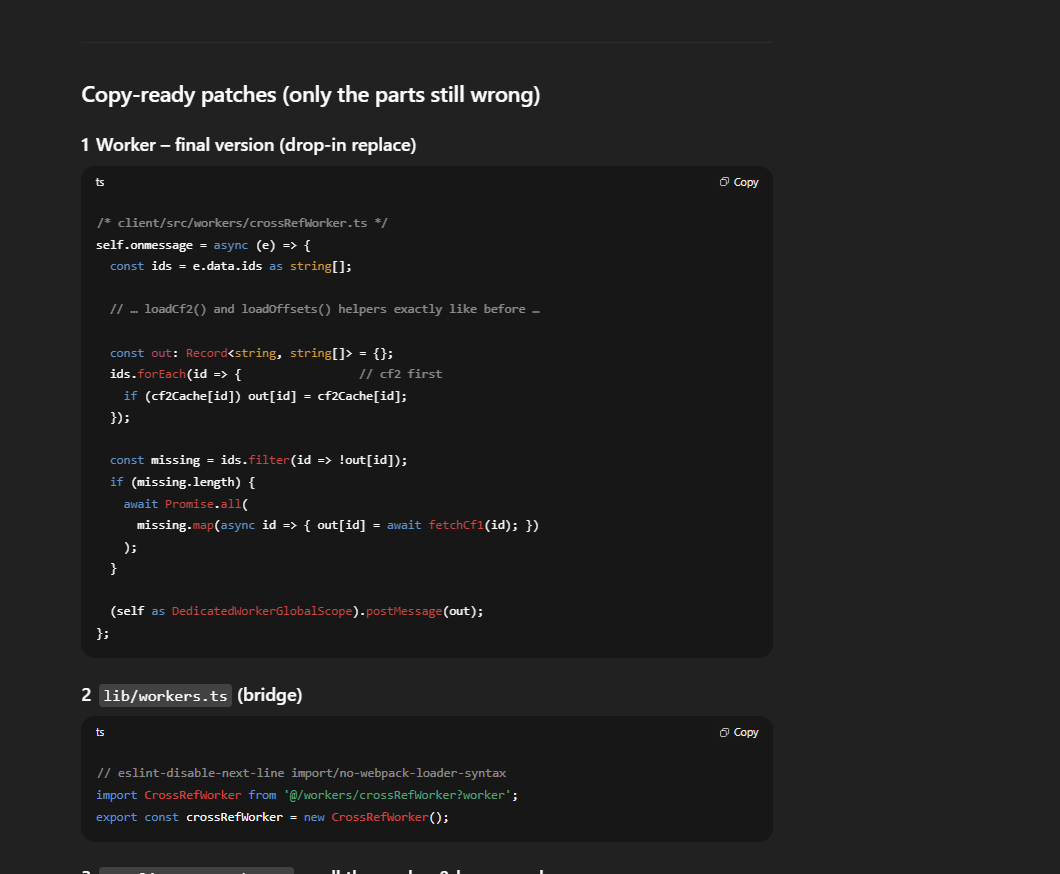 Copy-ready patches (only the parts still wrong)
1 Worker – final version (drop-in replace)
ts
Copy
/* client/src/workers/crossRefWorker.ts */
self.onmessage = async (e) => {
  const ids = e.data.ids as string[];

  // … loadCf2() and loadOffsets() helpers exactly like before …

  const out: Record<string, string[]> = {};
  ids.forEach(id => {                 // cf2 first
    if (cf2Cache[id]) out[id] = cf2Cache[id];
  });

  const missing = ids.filter(id => !out[id]);
  if (missing.length) {
    await Promise.all(
      missing.map(async id => { out[id] = await fetchCf1(id); })
    );
  }

  (self as DedicatedWorkerGlobalScope).postMessage(out);
};
2 lib/workers.ts (bridge)
ts
Copy
// eslint-disable-next-line import/no-webpack-loader-syntax
import CrossRefWorker from '@/workers/crossRefWorker?worker';
export const crossRefWorker = new CrossRefWorker();